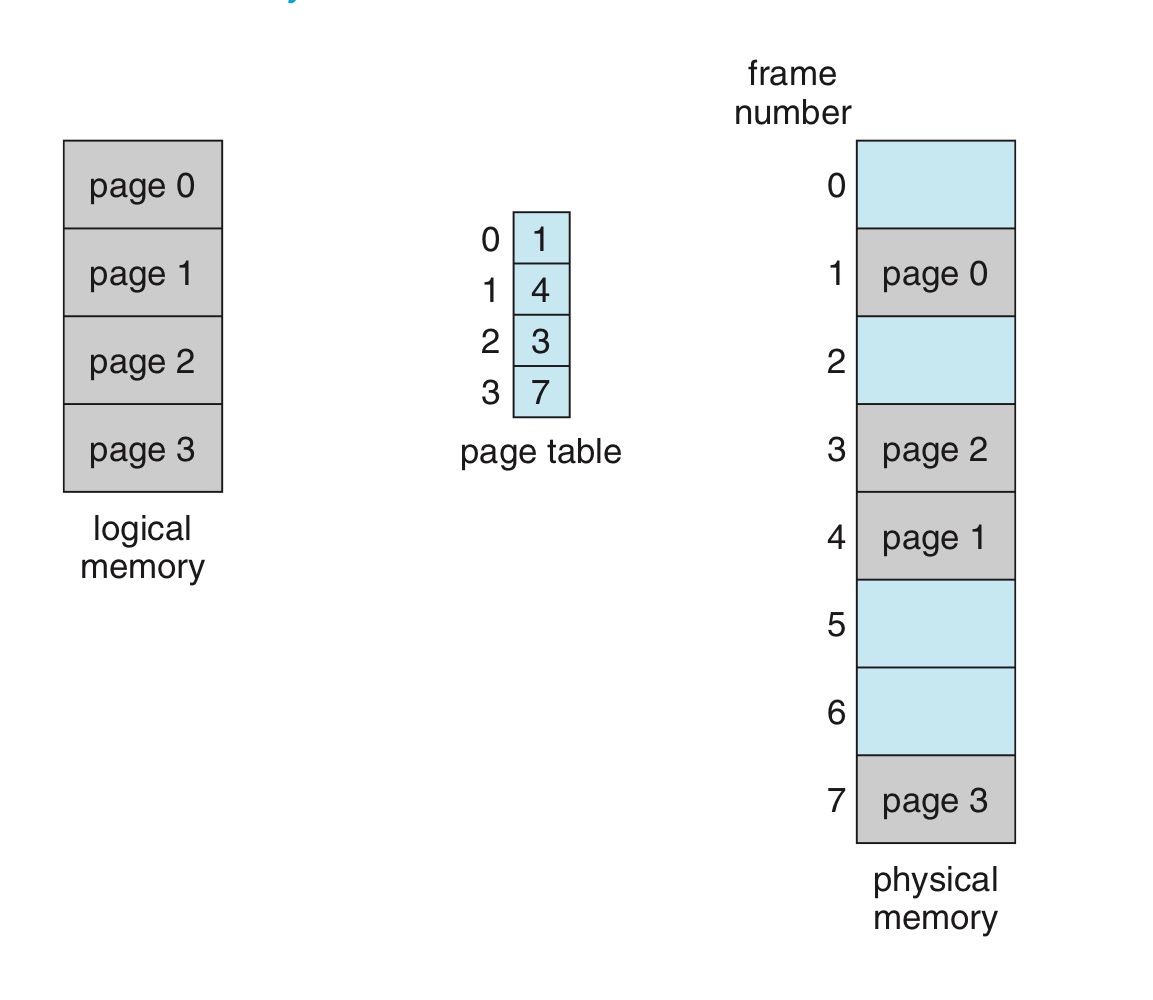 page 0
page 1
page 2
page 3
logical
memory
0 1
1 4
2 3
3 7
page table
frame
number
0
1 page 0
2
3 page 2
4 page 1
5
6
7 page 3
physical
memory